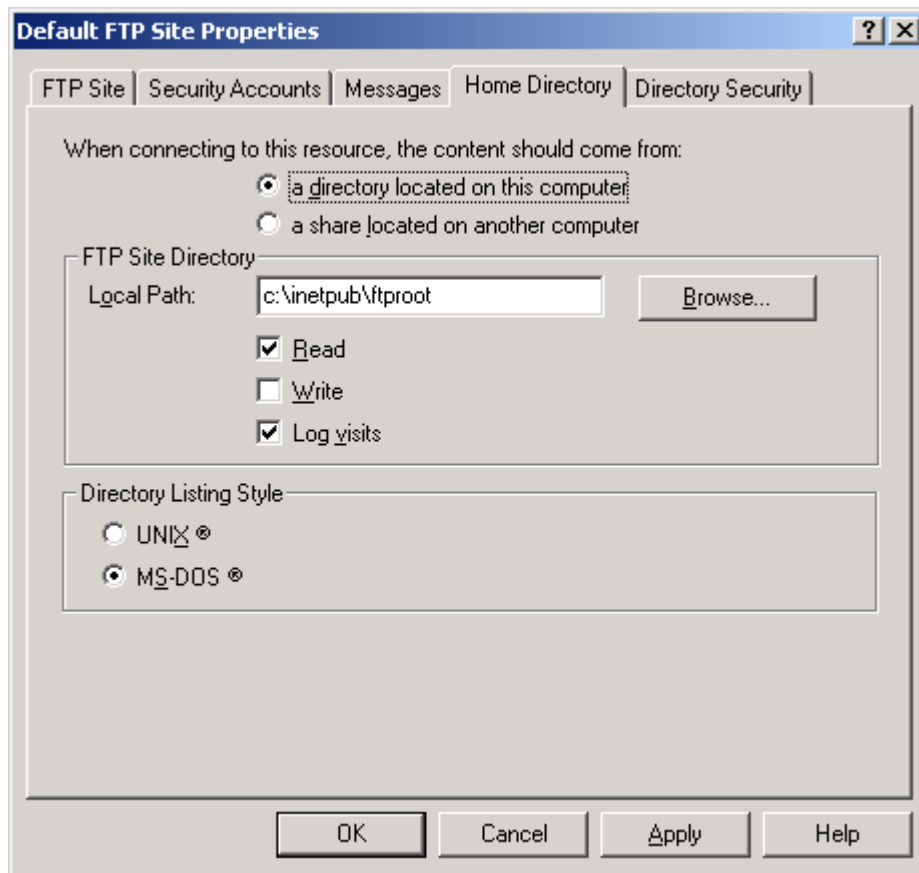 Default FTP Site Properties
FTP Site Security Accounts Messages Home Directory Directory Security
When connecting to this resource, the content should come from:
a directory located on this computer
a share located on another computer
FTP Site Directory
Local Path: c:\inetpub\ftproot Browse...
Read
Write
Log visits
Directory Listing Style
UNIX ®
MS-DOS ®
OK Cancel Apply Help